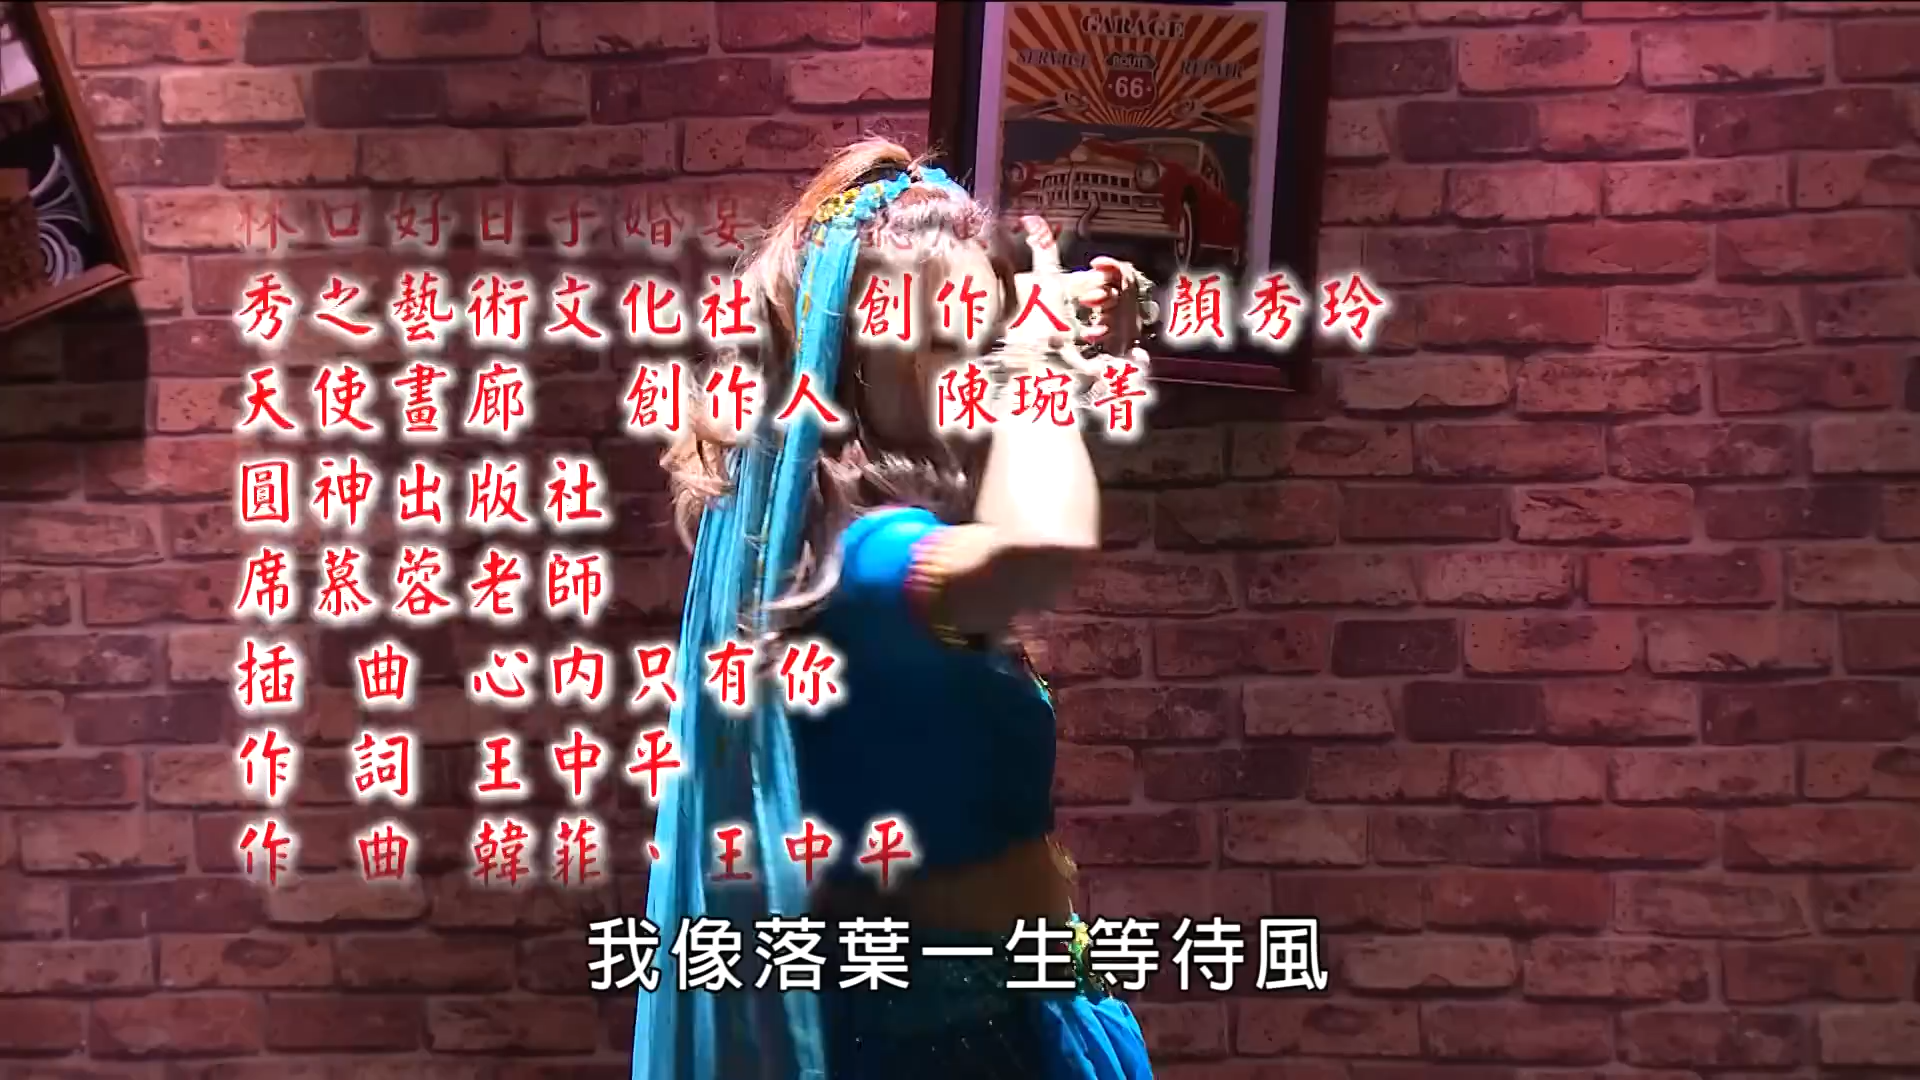 GARAGE
SERVICE ROUTE REPAIR
66
林口好日子婚宴
秀之藝術文化社 創作人 顏秀玲
天使畫廊 創作人 陳琬菁
圓神出版社
席慕蓉老師
插 曲 心內只有你
作 詞 王中平
作 曲 韓菲、王中平
我像落葉一生等待風